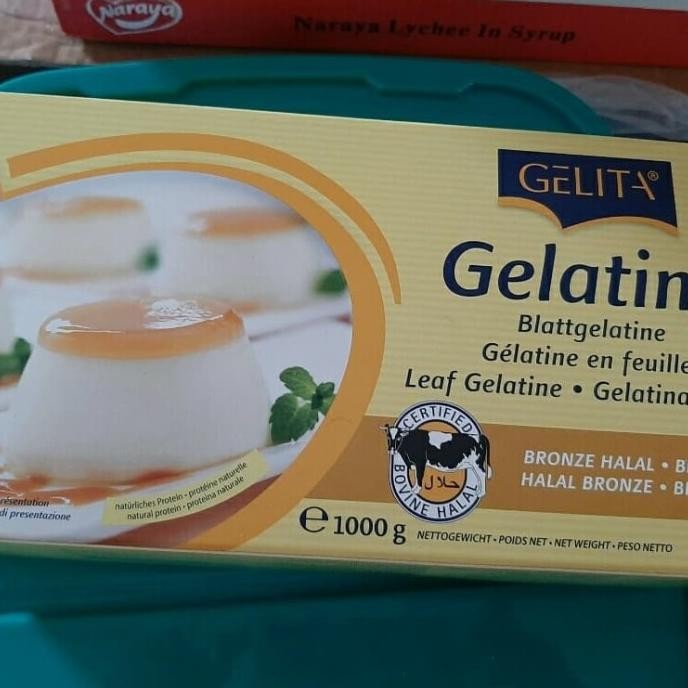 Naraya
Naraya Lychee In Syrup
GELITA®
Gelatin
Blattgelatine
Gélatine en feuille
Leaf Gelatine • Gelatina
CERTIFIED
حلال
BOVINE HALAL
BRONZE HALAL • B
HALAL BRONZE • B
natürliches Protein - protéine naturelle
natural protein - proteina naturale
di presentazione
℮ 1000 g
NETTOGEWICHT • POIDS NET • NET WEIGHT • PESO NETTO